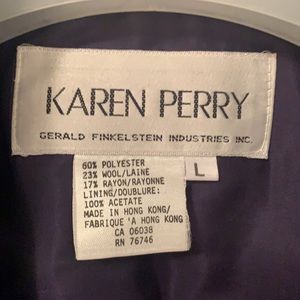 KAREN PERRY
GERALD FINKELSTEIN INDUSTRIES INC.
60% POLYESTER
23% WOOL/LAINE
17% RAYON/RAYONNE
LINING/DOUBLURE:
100% ACETATE
MADE IN HONG KONG/
FABRIQUE 'A HONG KONG
CA 06038
RN 76746
L